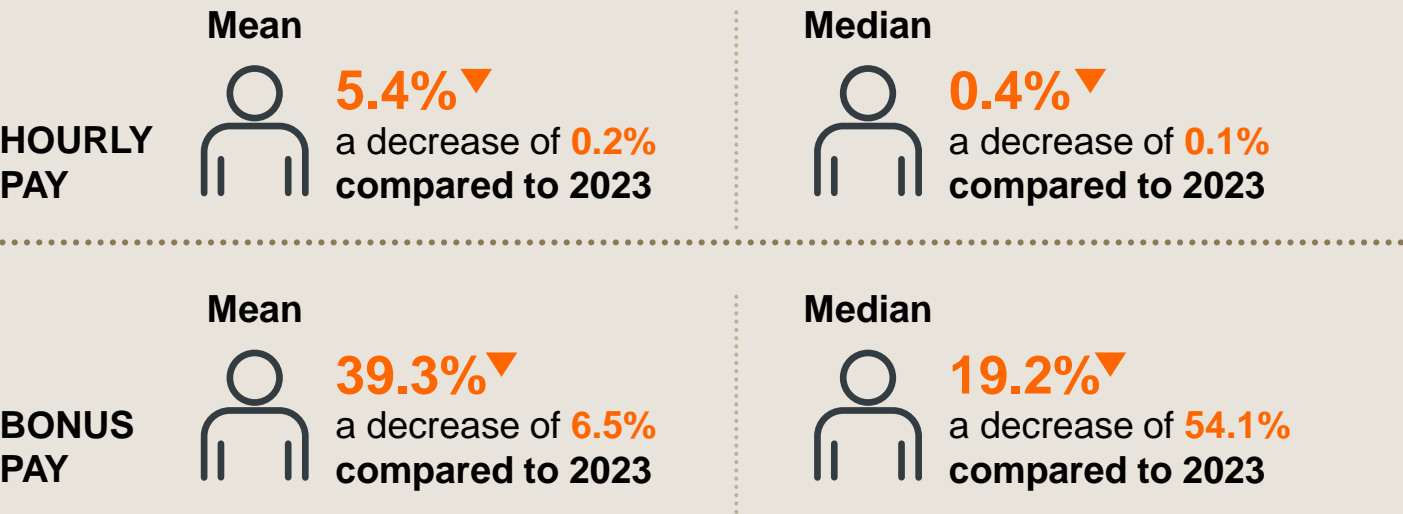 Mean
Median
HOURLY
PAY
5.4%
a decrease of 0.2%
compared to 2023
0.4%
a decrease of 0.1%
compared to 2023
Mean
Median
BONUS
PAY
39.3%
a decrease of 6.5%
compared to 2023
19.2%
a decrease of 54.1%
compared to 2023